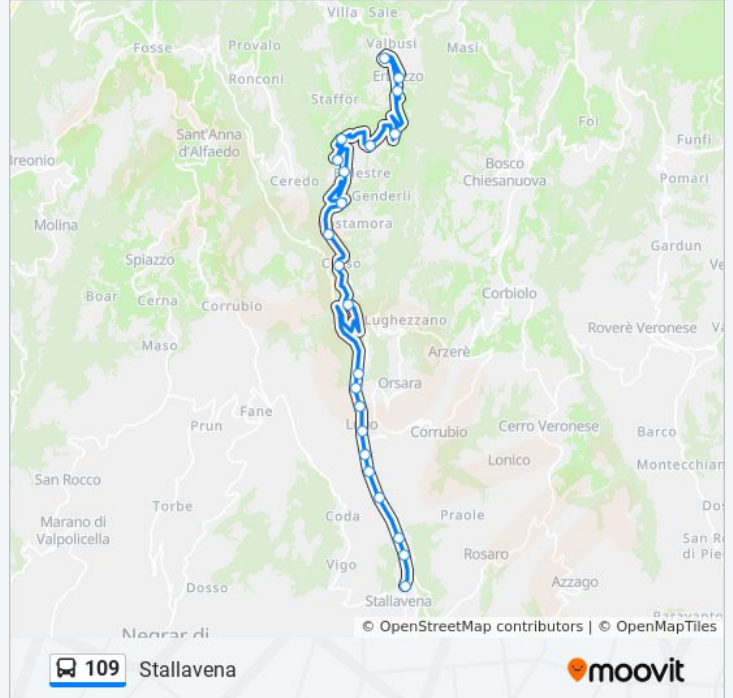 Villa Sale
Valbusi
Fosse
Provalo
Masi
Ronconi
Staffor
Foi
Sant'Anna
d'Alfaedo
Funfi
Bosco
Chiesanuova
Ceredo
Genderli
Pomari
Molina
Gardun
Spiazzo
Boar
Cerna
Corrubio
Corbiolo
Lughezzano
Roverè Veronese
Maso
Arzerè
Orsara
Fane
Prun
Corrubio
Cerro Veronese
Barco
Lonico
Montecchian
San Rocco
Torbe
Marano di
Valpolicella
Coda
Praole
Vigo
Rosaro
Dosso
Azzago
Stallavena
Negrar di
© OpenStreetMap contributors | © OpenMapTiles
109 Stallavena
moovit